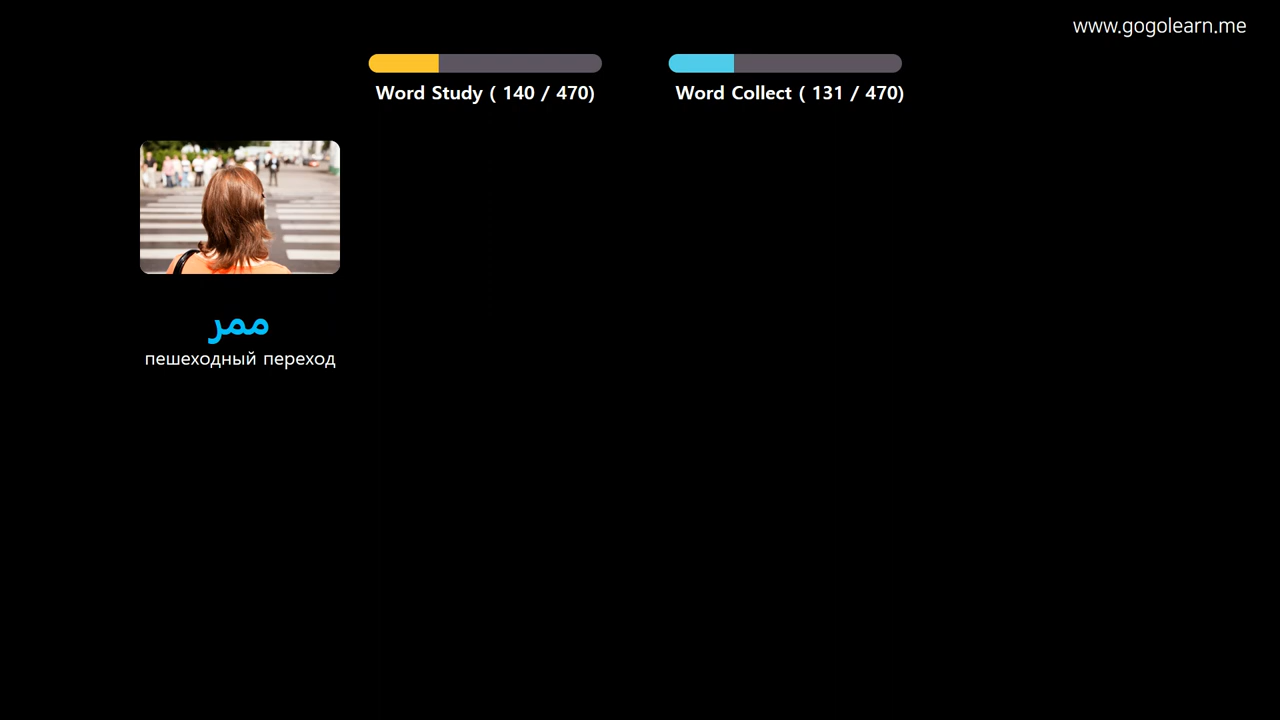 www.gogolearn.me
Word Study ( 140 / 470)
Word Collect ( 131 / 470)
ممر
пешеходный переход